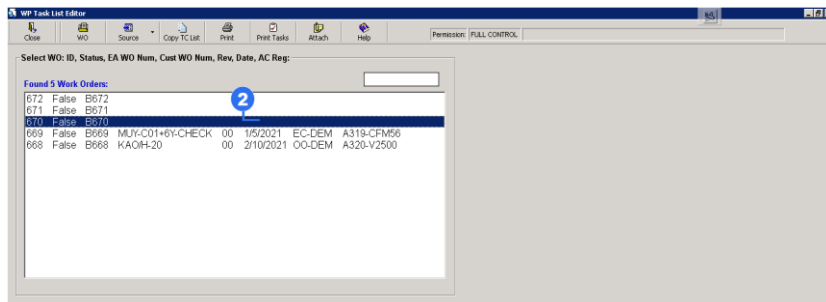 WP Task List Editor
Close WO Source Copy TC List Print Print Tasks Attach Help Permission: FULL CONTROL
Select WO: ID, Status, EA WO Num, Cust WO Num, Rev, Date, AC Reg:
Found 5 Work Orders:
672 False B672
671 False B671
2
670 False B670
669 False B669 MUY-C01+6Y-CHECK 00 1/5/2021 EC-DEM A319-CFM56
668 False B668 KAO/H-20 00 2/10/2021 OO-DEM A320-V2500